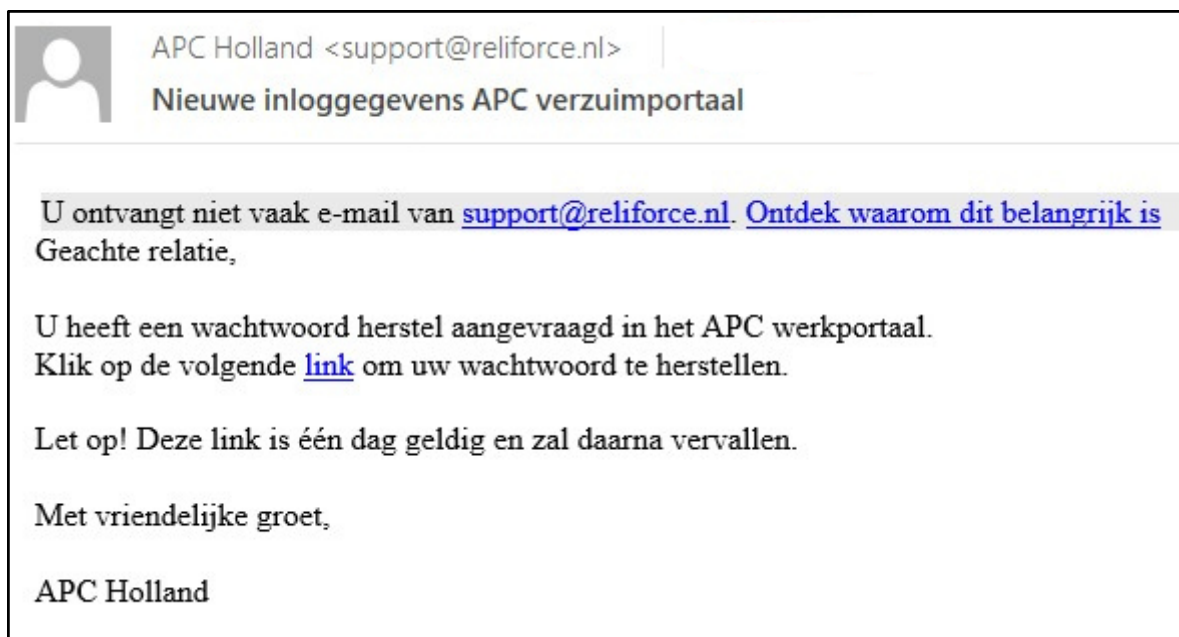 APC Holland <support@reliforce.nl>
Nieuwe inloggegevens APC verzuimportaal
U ontvangt niet vaak e-mail van support@reliforce.nl. Ontdek waarom dit belangrijk is
Geachte relatie,
U heeft een wachtwoord herstel aangevraagd in het APC werkportaal.
Klik op de volgende link om uw wachtwoord te herstellen.
Let op! Deze link is één dag geldig en zal daarna vervallen.
Met vriendelijke groet,
APC Holland